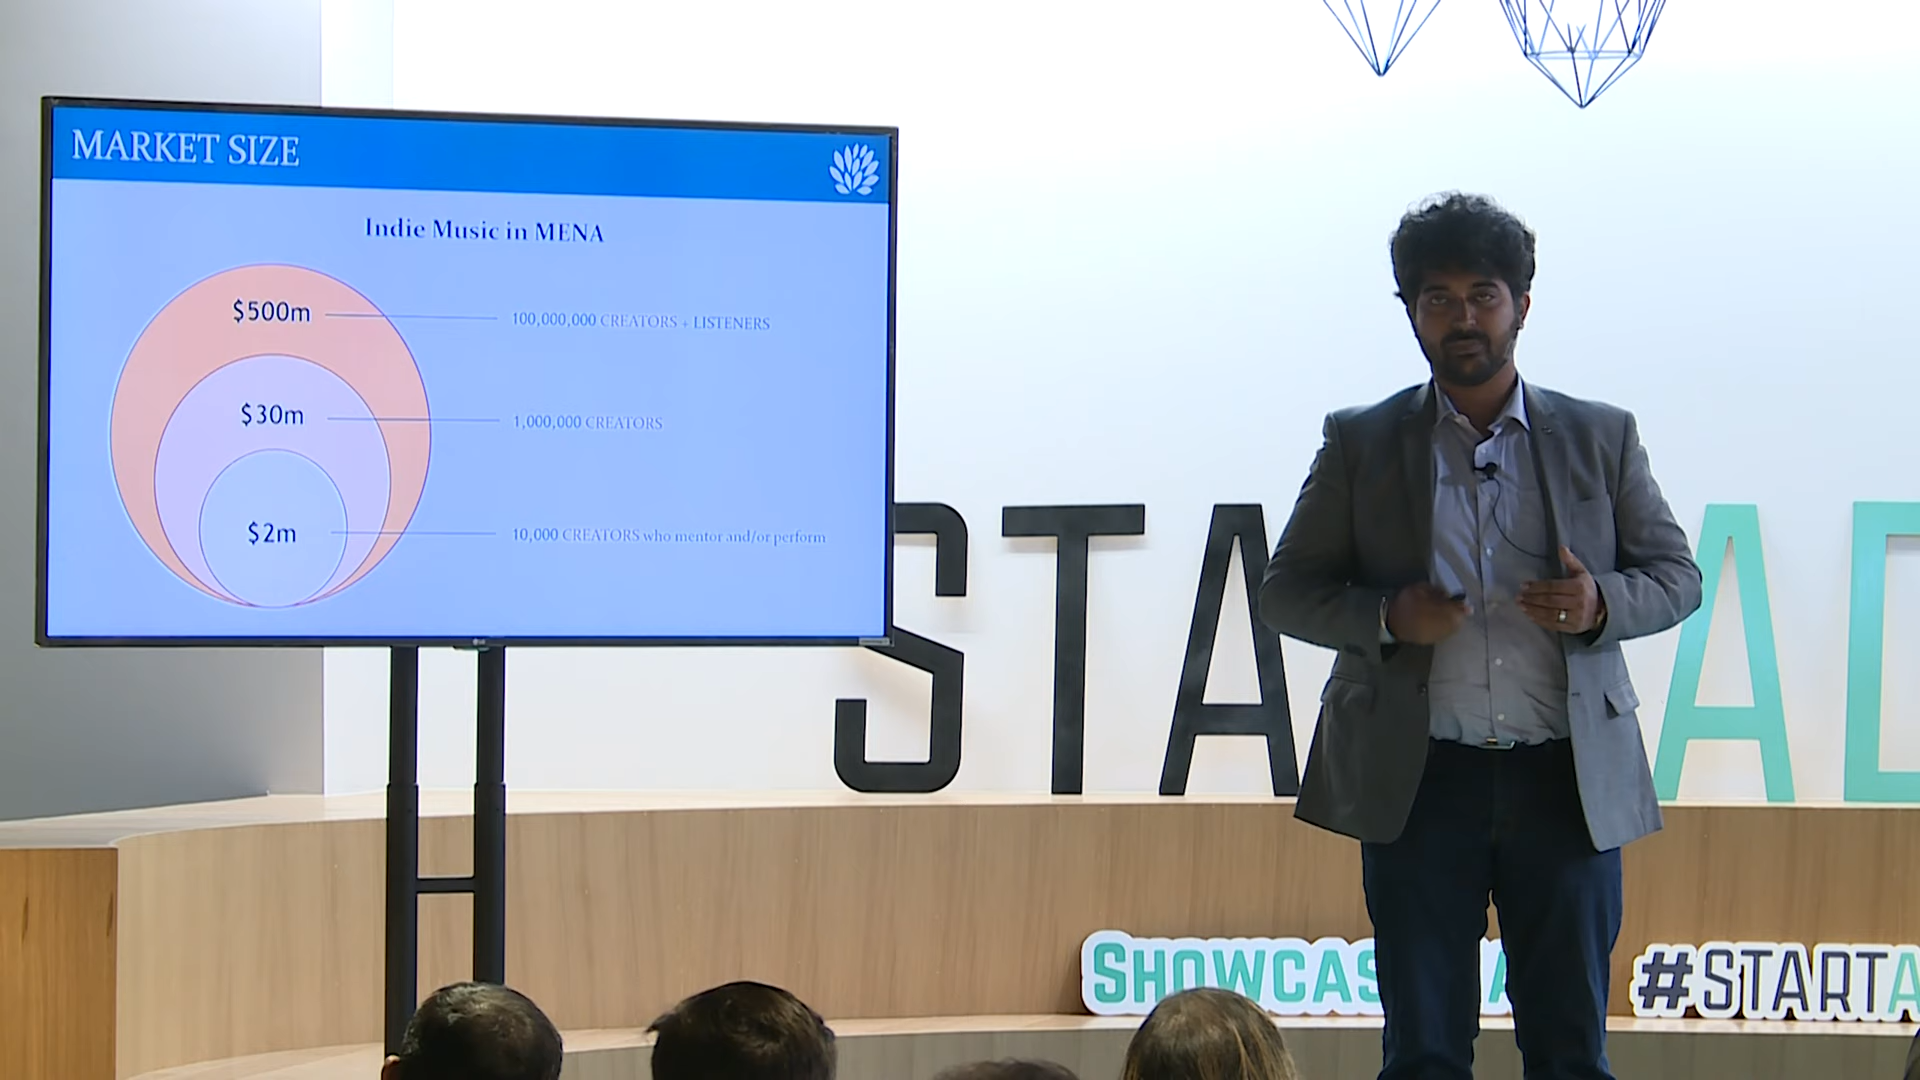 MARKET SIZE
Indie Music in MENA
$500m
100,000,000 CREATORS + LISTENERS
$30m
1,000,000 CREATORS
$2m
10,000 CREATORS who mentor and/or perform
STA AD
SHOWCAS
#STARTA